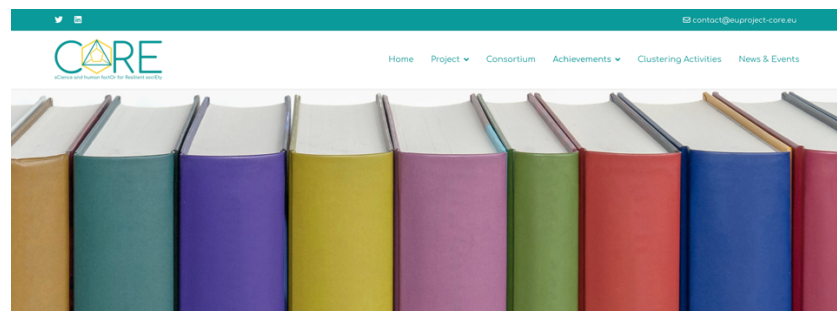 contact@euproject-core.eu
CORE
sCience and human factOr for Resilient sociEty
Home Project Consortium Achievements Clustering Activities News & Events